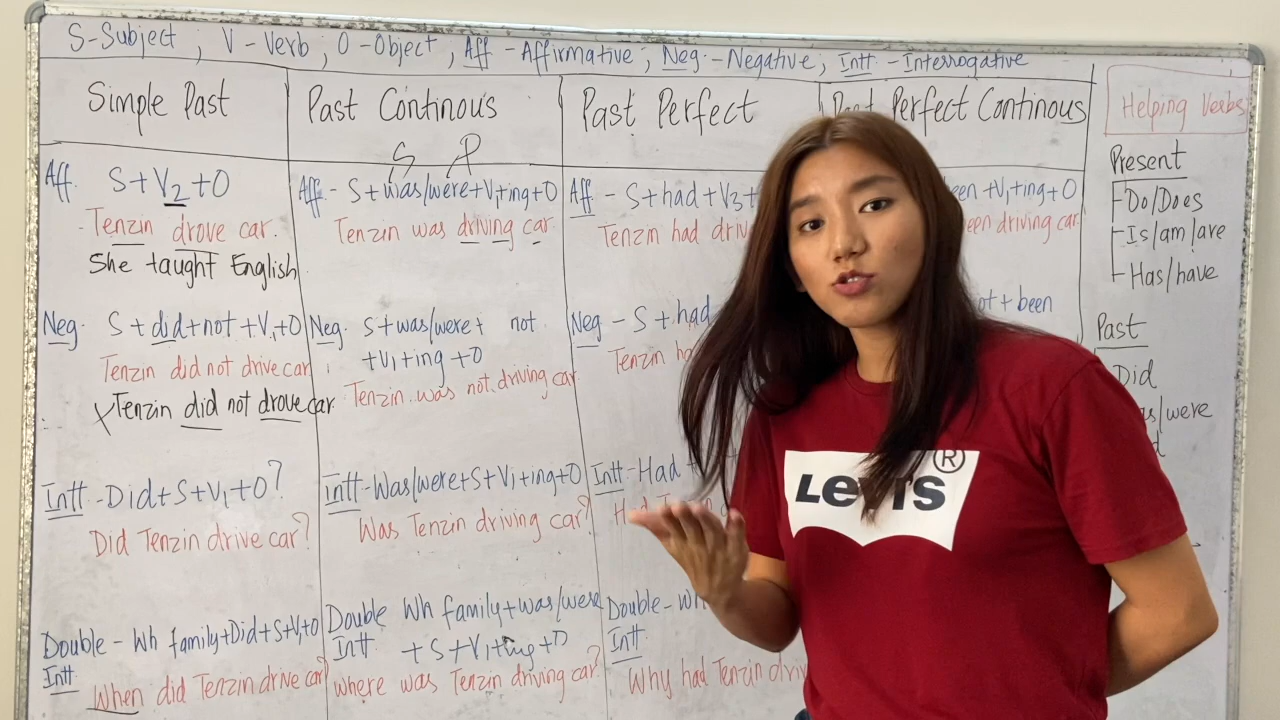 S-Subject ; V-Verb ; O-Object , Aff -Affirmative ; Neg.-Negative, Intt -Interrogative
Simple Past
Aff. S+V2+O
Tenzin drove car.
She taught English
Neg. S+did+not+V1+O
Tenzin did not drive car
X Tenzin did not drove car.
Intt -Did+S+V1+O?
Did Tenzin drive car?
Double - Wh family+Did+S+V1+O
Intt
When did Tenzin drive car?
Past Continous
S P
Aff.- S+was/were+V1+ing+O
Tenzin was driving car
Neg. S+was/were+ not
+V1+ing +O
Tenzin was not driving car
Intt-Was/were+S+V1+ing+O
Was Tenzin driving car?
Double Wh family+was/were
Intt + S+V1+ing+O
where was Tenzin driving car?
Past Perfect
Aff - S+had+V3+
Tenzin had
Neg - S+had
Tenzin
Intt-Had
Had
Double-Wh
Intt
Why had Tenzin
Past Perfect Continous
+V1+ing+O
driving car
+ been
Helping Verbs
Present
Do/Does
Is/am/are
Has/have
Past
Did
/were
Levi's ®